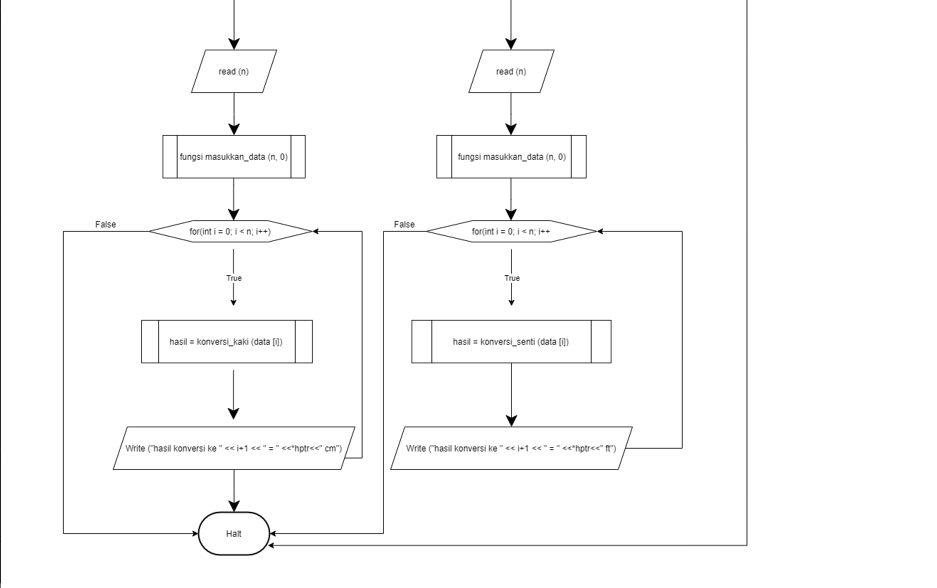 read (n)
read (n)
fungsi masukkan_data (n, 0)
fungsi masukkan_data (n, 0)
False
for(int i = 0; i < n; i++)
False
for(int i = 0; i < n; i++
True
True
hasil = konversi_kaki (data [i])
hasil = konversi_senti (data [i])
Write ("hasil konversi ke " << i+1 << " = " <<*hptr<<" cm")
Write ("hasil konversi ke " << i+1 << " = " <<*hptr<<" ft")
Halt